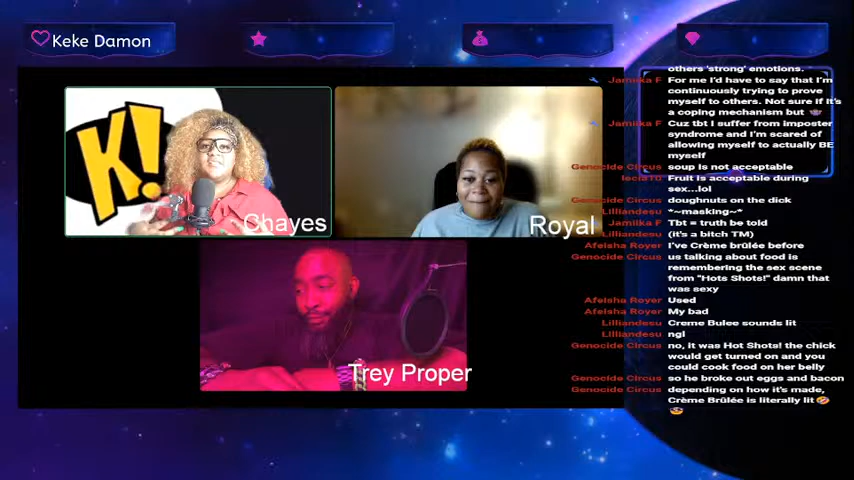 Keke Damon
K!
Chayes
Royal
Trey Proper
others 'strong' emotions.
Jamiika F For me I'd have to say that I'm
continuously trying to prove
myself to others. Not sure if it's
a coping mechanism but
Jamiika F Cuz tbt I suffer from imposter
syndrome and I'm scared of
allowing myself to actually BE
myself
Genocide Circus soup is not acceptable
Fruit is acceptable during
sex...lol
Genocide Circus doughnuts on the dick
Lilliandesu *~masking~*
Jamiika F Tbt = truth be told
Lilliandesu (it's a bitch TM)
Afeisha Royer I've Crème brûlée before
Genocide Circus us talking about food is
remembering the sex scene
from "Hots Shots!" damn that
was sexy
Afeisha Royer Used
Afeisha Royer My bad
Lilliandesu Creme Bulee sounds lit
Lilliandesu ngl
Genocide Circus no, it was Hot Shots! the chick
would get turned on and you
could cook food on her belly
Genocide Circus so he broke out eggs and bacon
Genocide Circus depending on how it's made,
Crème Brûlée is literally lit